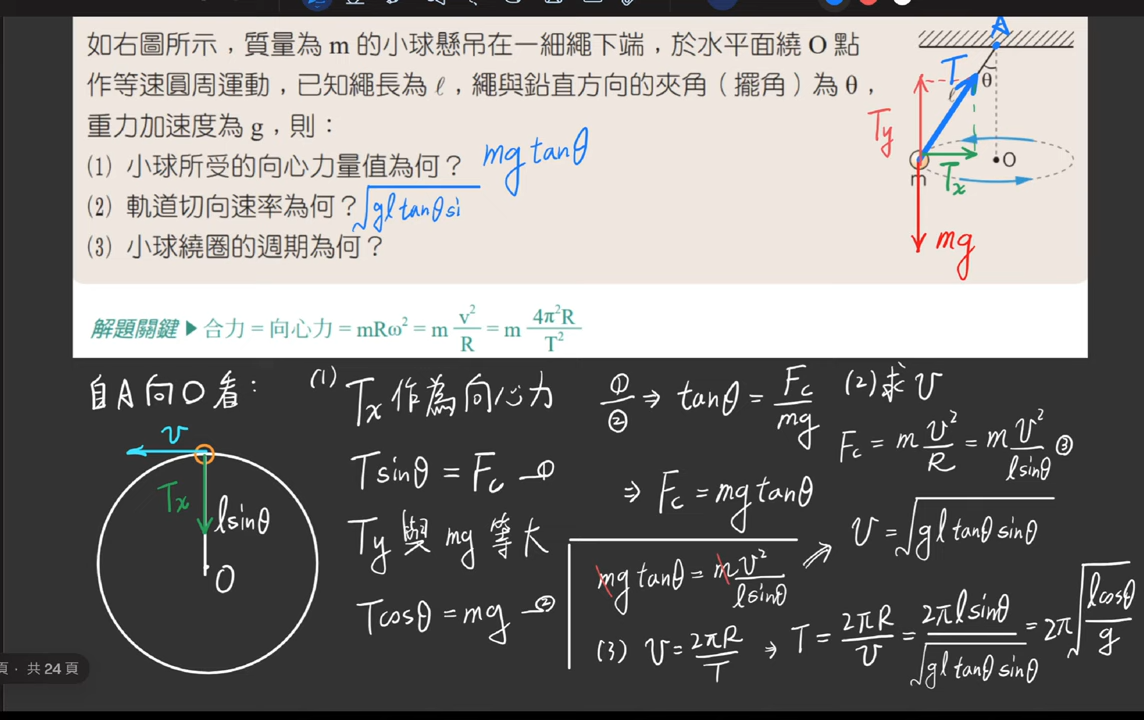 如右圖所示，質量為 m 的小球懸吊在一細繩下端，於水平面繞 O 點
作等速圓周運動，已知繩長為 ℓ，繩與鉛直方向的夾角（擺角）為 θ，
重力加速度為 g，則：
(1) 小球所受的向心力量值為何？ mg tanθ
(2) 軌道切向速率為何？ √(gl tanθ si
(3) 小球繞圈的週期為何？
A
T
θ
ℓ
Ty
O
m
Tx
mg
解題關鍵▶合力 = 向心力 = mRω² = m v²/R = m 4π²R/T²
自A向O看：
v
Tx
lsinθ
O
(1) Tx 作為向心力
Tsinθ = Fc —①
Ty 與 mg 等大
Tcosθ = mg —②
①/② ⇒ tanθ = Fc/mg
⇒ Fc = mg tanθ
(2) 求 v
Fc = m v²/R = m v²/lsinθ ③
mg tanθ = m v²/lsinθ
⇒ v = √(gl tanθ sinθ)
(3) v = 2πR/T ⇒ T = 2πR/v = 2πlsinθ/√(gl tanθ sinθ) = 2π√(lcosθ/g)
頁 · 共 24 頁